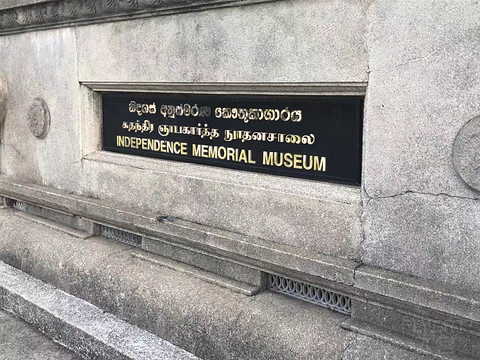 නිදහස් අනුස්මරණ කෞතුකාගාරය
சுதந்திர ஞாபகார்த்த நூதனசாலை
INDEPENDENCE MEMORIAL MUSEUM